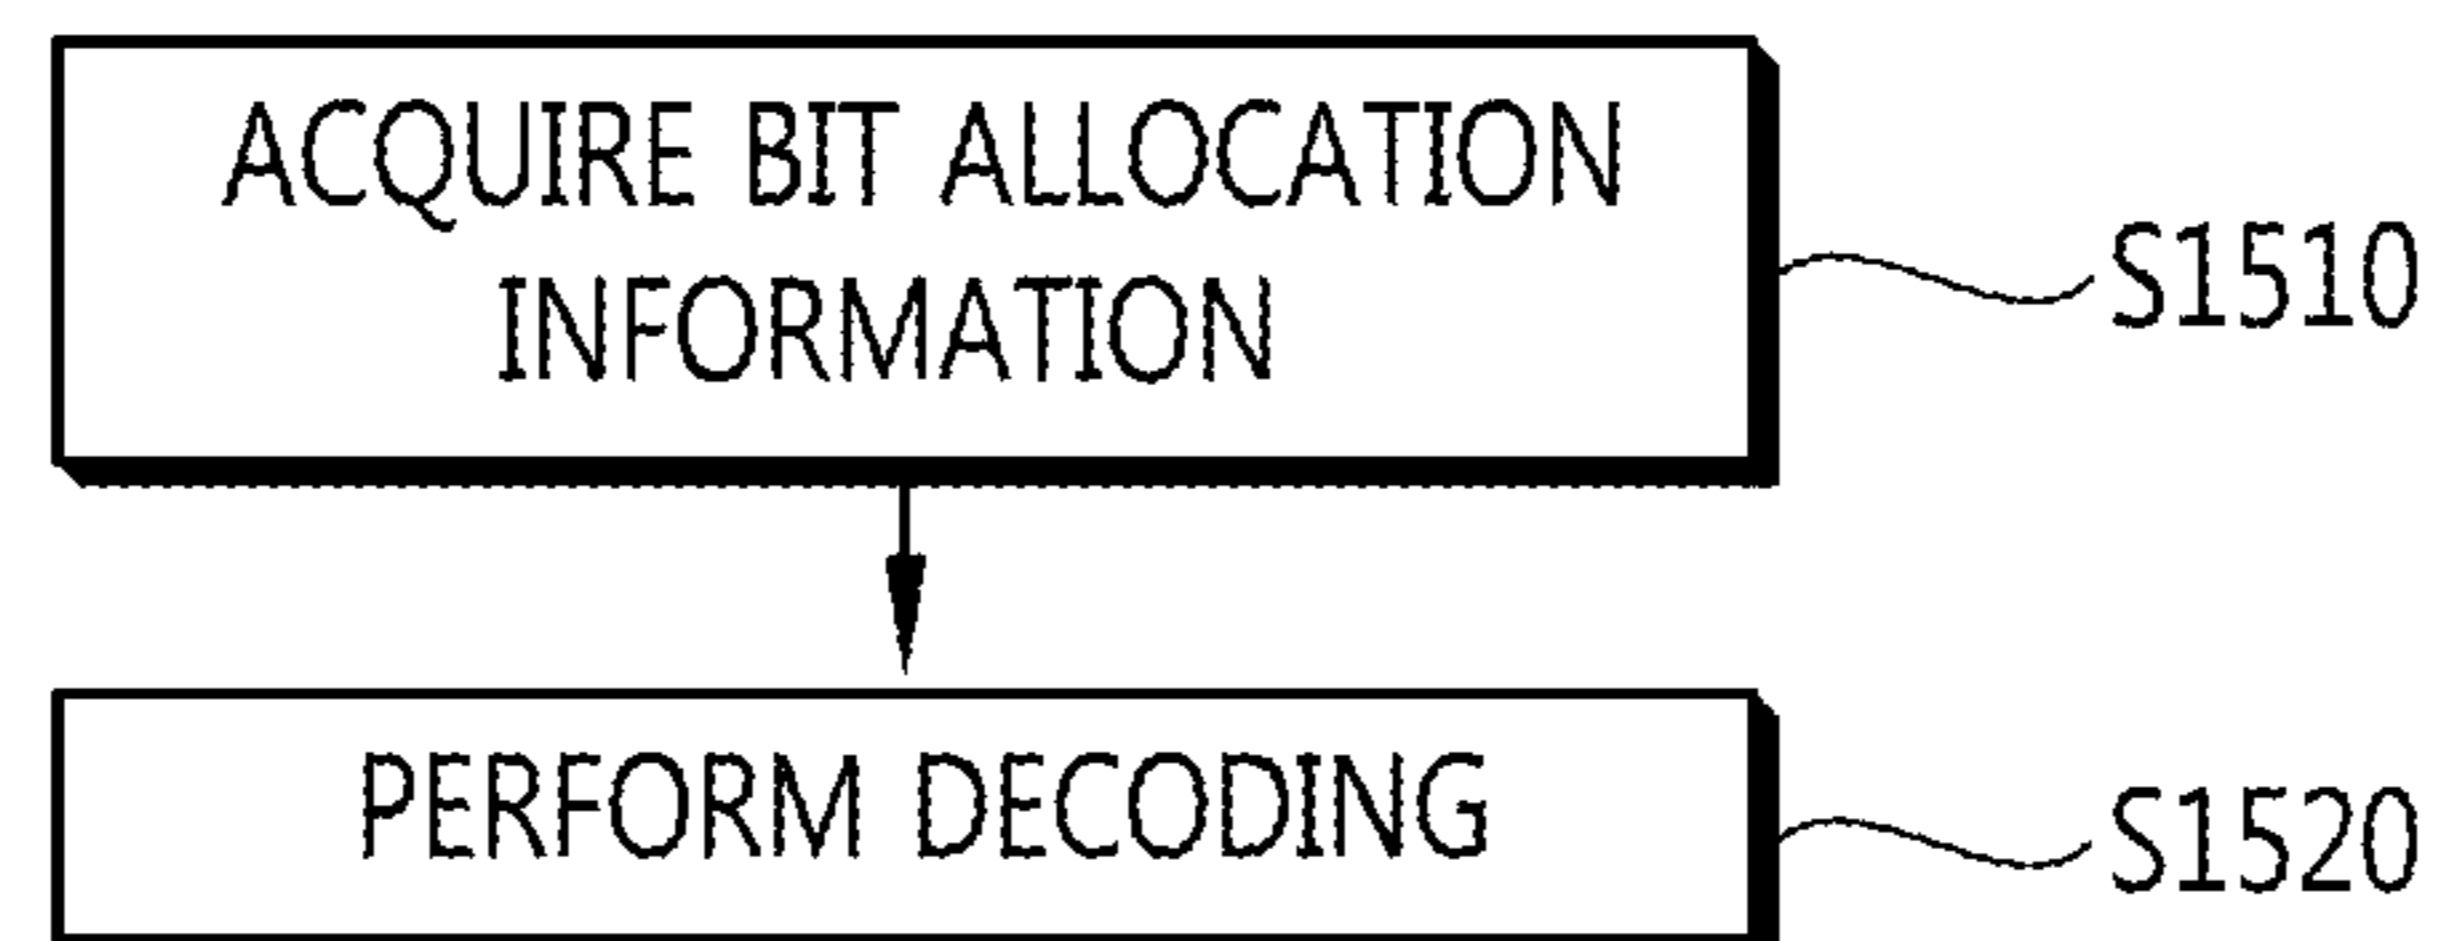 ACQUIRE BIT ALLOCATION
INFORMATION
S1510
PERFORM DECODING
S1520